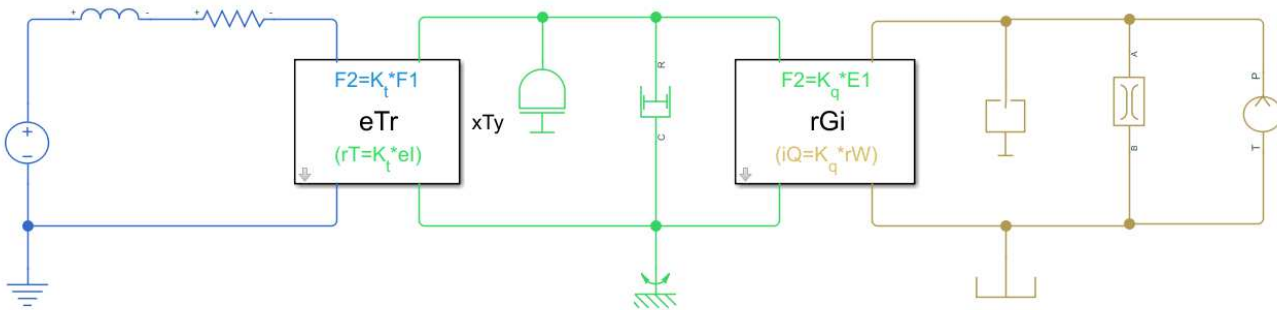 + - + -
F2=K_t*F1
eTr
(rT=K_t*eI)
xTy
R
C
F2=K_q*E1
rGi
(iQ=K_q*rW)
A
B
P
T
+
−